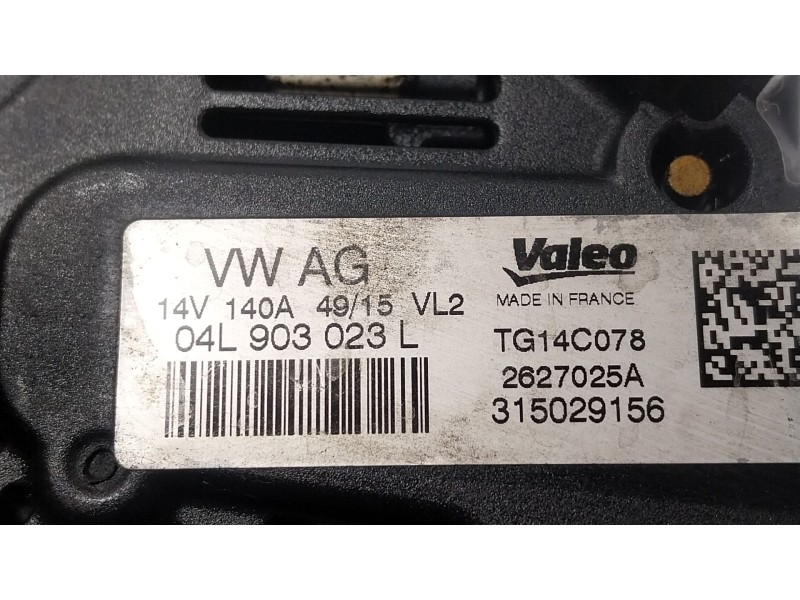 VW AG
14V 140A 49/15 VL2
04L 903 023 L
Valeo
MADE IN FRANCE
TG14C078
2627025A
315029156